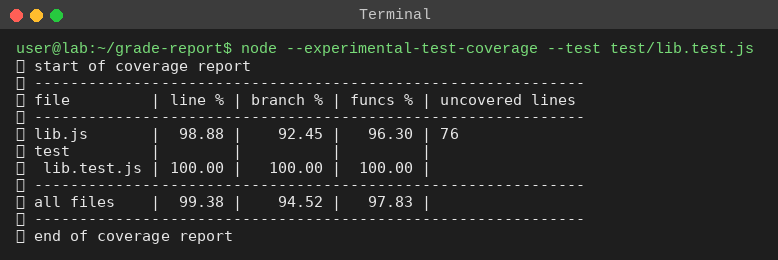 Terminal
user@lab:~/grade-report$ node --experimental-test-coverage --test test/lib.test.js
▯ start of coverage report
▯ -------------------------------------------------------------
▯ file         | line % | branch % | funcs % | uncovered lines
▯ -------------------------------------------------------------
▯ lib.js       |  98.88 |    92.45 |   96.30 | 76
▯ test         |        |          |         |
▯  lib.test.js | 100.00 |   100.00 |  100.00 |
▯ -------------------------------------------------------------
▯ all files    |  99.38 |    94.52 |   97.83 |
▯ -------------------------------------------------------------
▯ end of coverage report